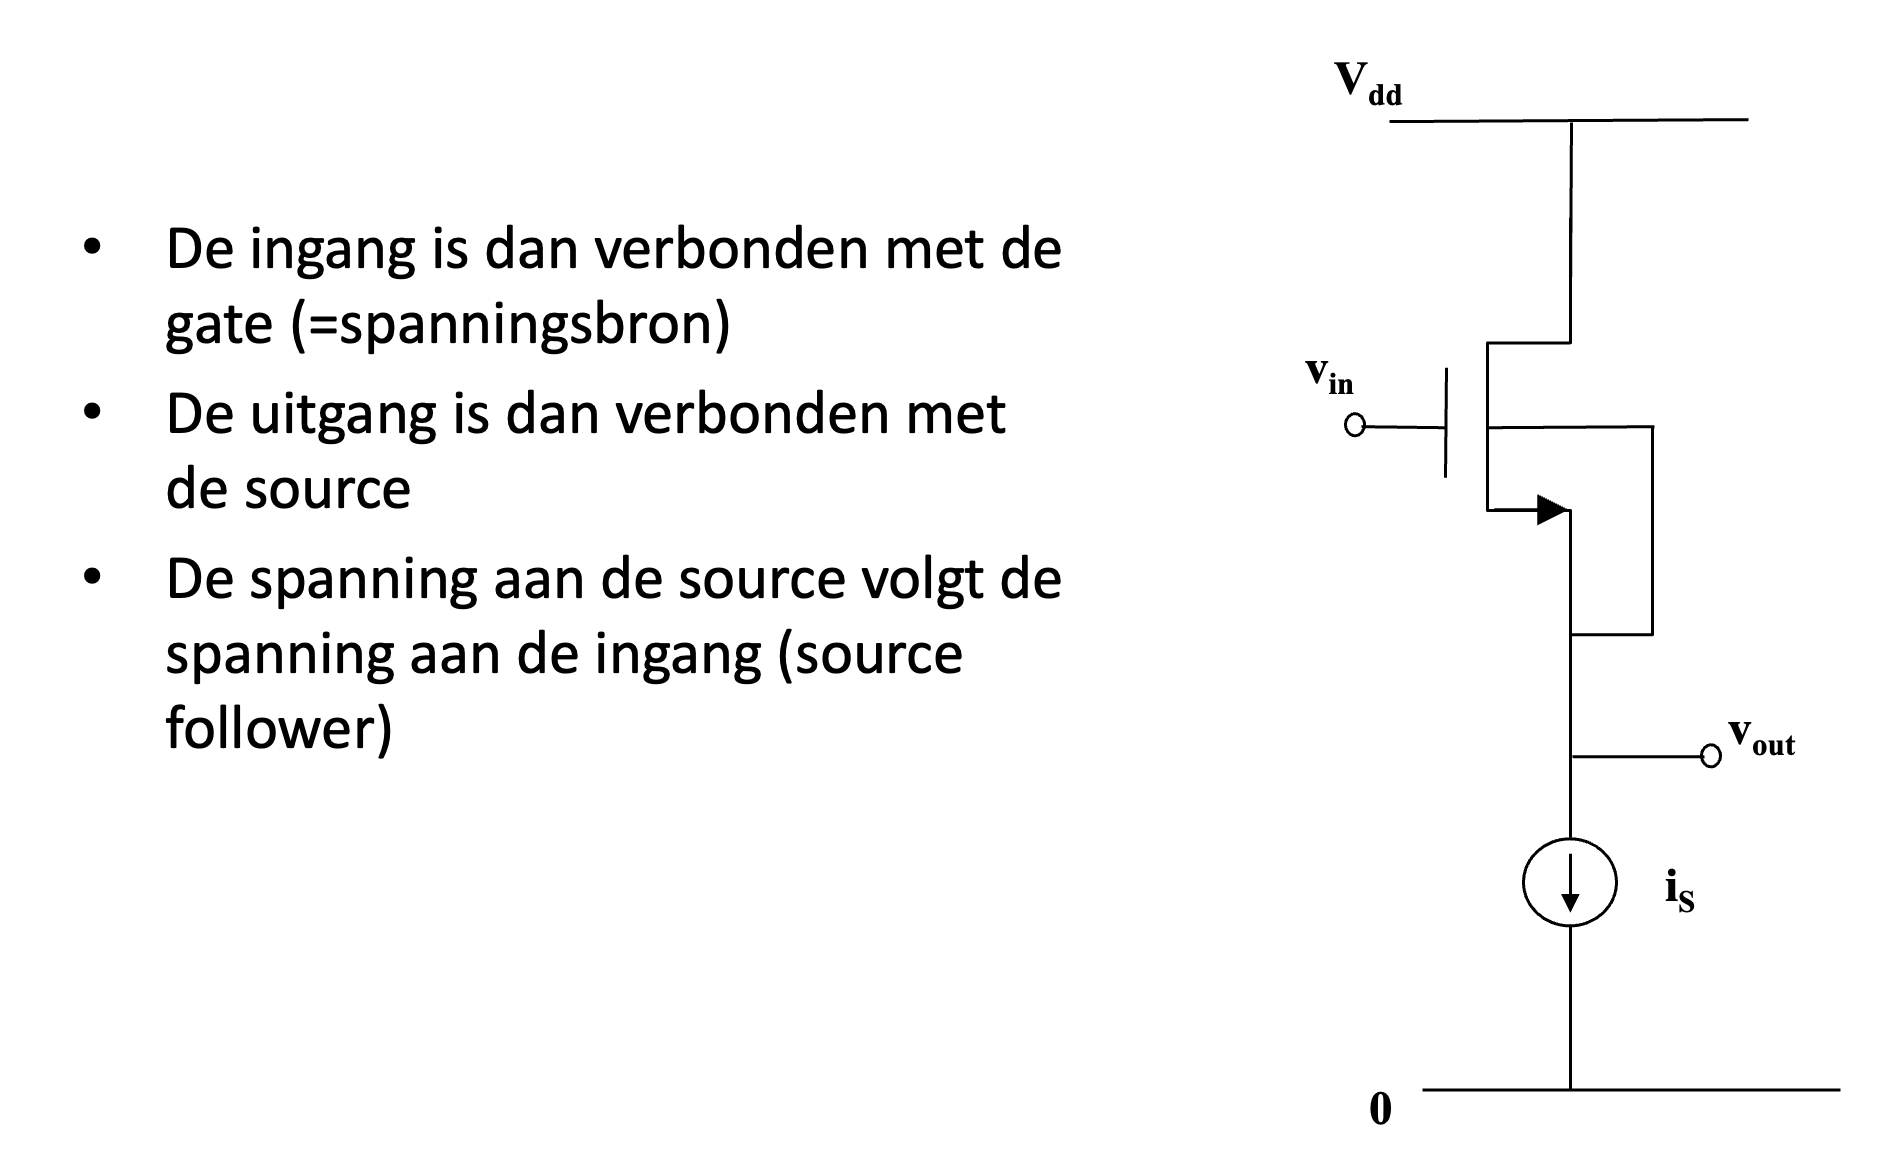 • De ingang is dan verbonden met de
gate (=spanningsbron)
• De uitgang is dan verbonden met
de source
• De spanning aan de source volgt de
spanning aan de ingang (source
follower)
Vdd
vin
vout
iS
0